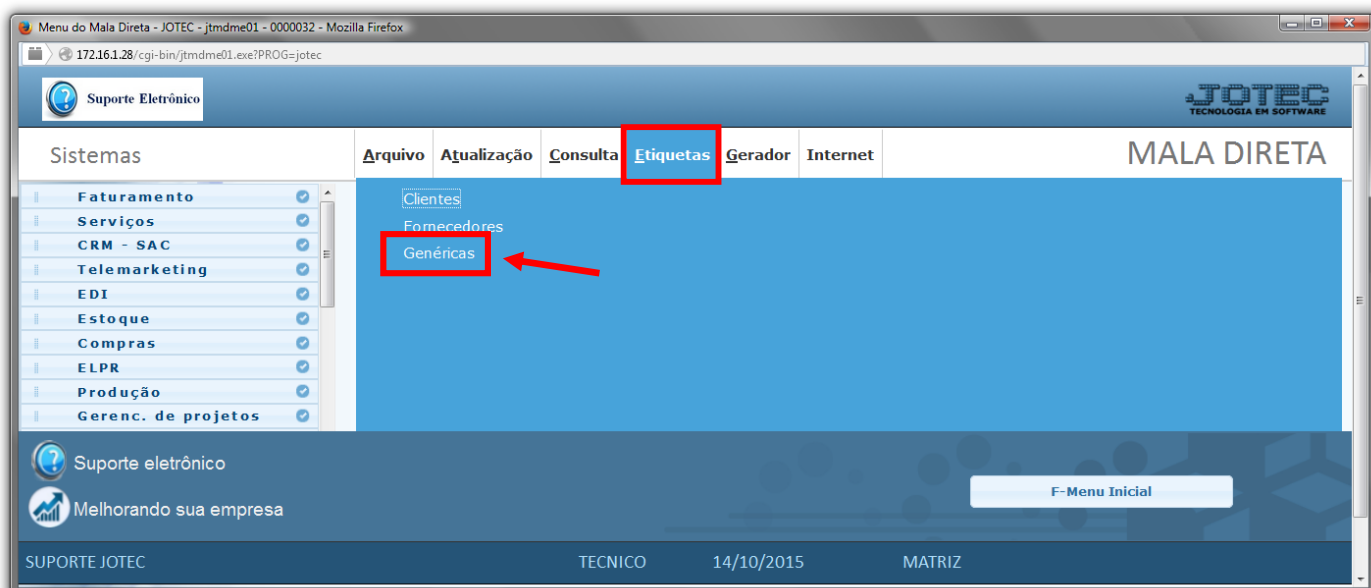 Menu do Mala Direta - JOTEC - jtmdme01 - 0000032 - Mozilla Firefox
172.16.1.28/cgi-bin/jtmdme01.exe?PROG=jotec
Suporte Eletrônico
JOTEC
TECNOLOGIA EM SOFTWARE
Sistemas
Arquivo Atualização Consulta Etiquetas Gerador Internet
MALA DIRETA
Faturamento
Serviços
CRM - SAC
Telemarketing
EDI
Estoque
Compras
ELPR
Produção
Gerenc. de projetos
Clientes
Fornecedores
Genéricas
Suporte eletrônico
Melhorando sua empresa
F-Menu Inicial
SUPORTE JOTEC TECNICO 14/10/2015 MATRIZ